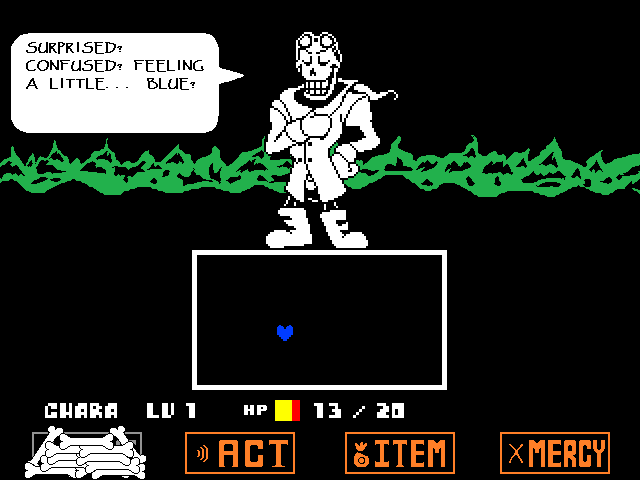 SURPRISED?
CONFUSED? FEELING
A LITTLE... BLUE?
CHARA LV 1 HP 13 / 20
ACT ITEM MERCY